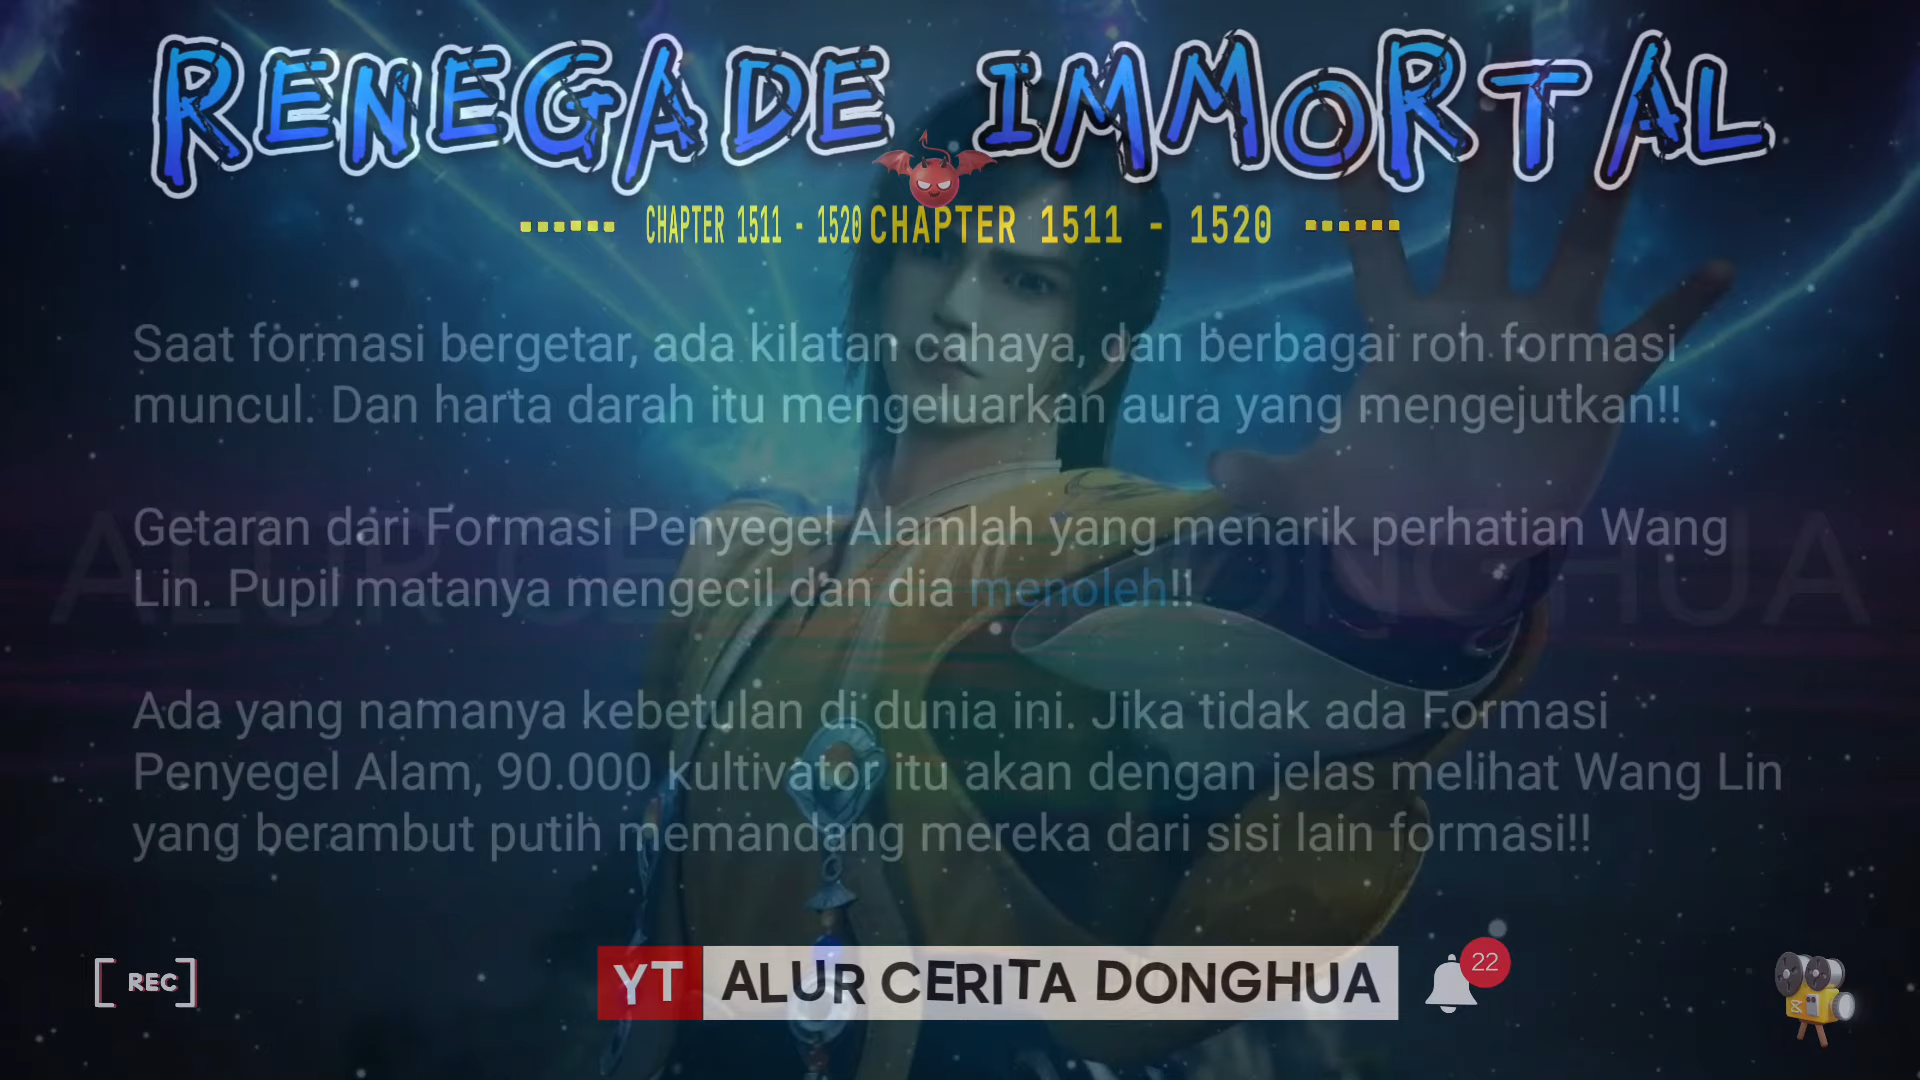 RENEGADE IMMORTAL
CHAPTER 1511 - 1520 CHAPTER 1511 - 1520
Saat formasi bergetar, ada kilatan cahaya, dan berbagai roh formasi
muncul. Dan harta darah itu mengeluarkan aura yang mengejutkan!!
Getaran dari Formasi Penyegel Alamlah yang menarik perhatian Wang
Lin. Pupil matanya mengecil dan dia menoleh!!
ALUR CERITA DONGHUA
Ada yang namanya kebetulan di dunia ini. Jika tidak ada Formasi
Penyegel Alam, 90.000 kultivator itu akan dengan jelas melihat Wang Lin
yang berambut putih memandang mereka dari sisi lain formasi!!
[ REC ]
YT ALUR CERITA DONGHUA
22